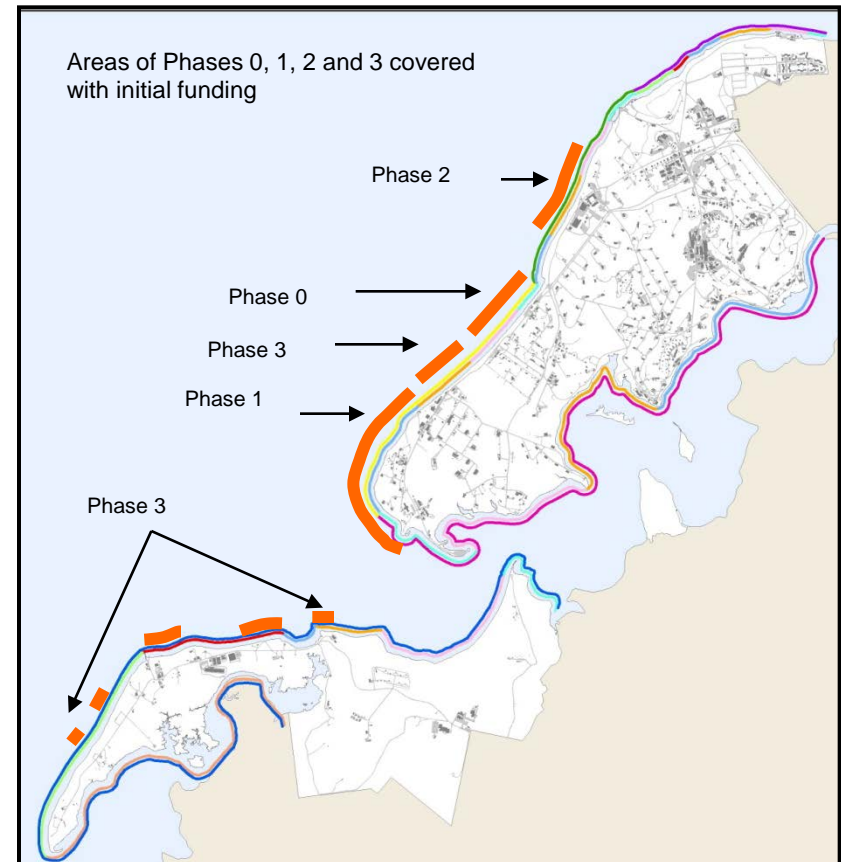 Areas of Phases 0, 1, 2 and 3 covered
with initial funding
Phase 2
Phase 0
Phase 3
Phase 1
Phase 3